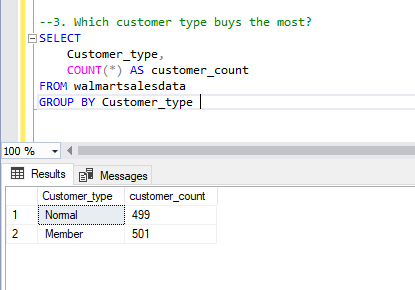 --3. Which customer type buys the most?
SELECT
Customer_type,
COUNT(*) AS customer_count
FROM walmartsalesdata
GROUP BY Customer_type
100 %
Results Messages
Customer_type customer_count
1 Normal 499
2 Member 501